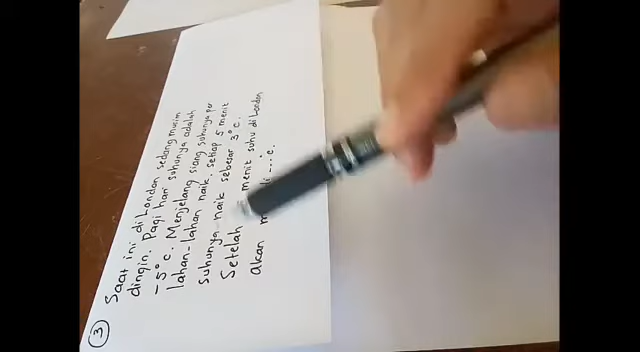 3
Saat ini di London sedang musim
dingin. Pagi hari suhunya adalah
-5°C. Menjelang siang suhunya per
lahan-lahan naik. setiap 5 menit
suhunya naik sebesar 3°C.
Setelah menit suhu di London
akan ...°C.